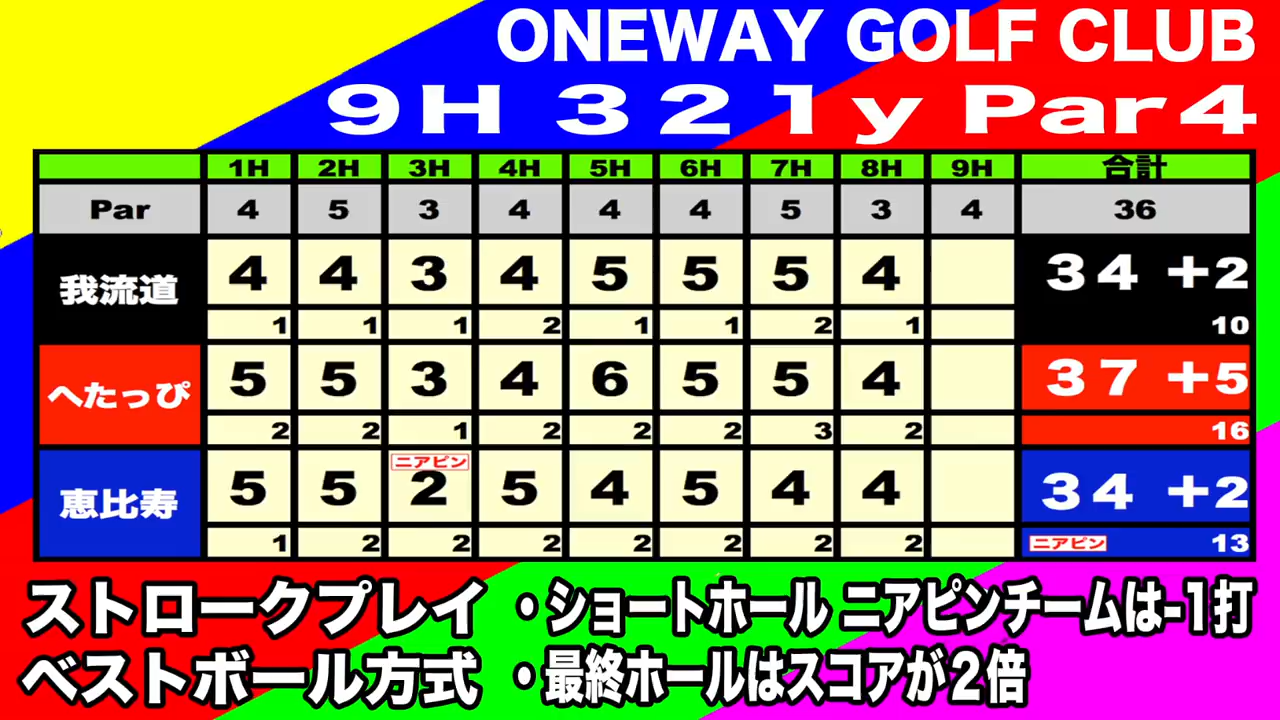 ONEWAY GOLF CLUB
9H 321y Par4
1H 2H 3H 4H 5H 6H 7H 8H 9H 合計
Par 4 5 3 4 4 4 5 3 4 36
我流道 4 4 3 4 5 5 5 4 34 +2
1 1 1 2 1 1 2 1 10
へたっぴ 5 5 3 4 6 5 5 4 37 +5
2 2 1 2 2 2 3 2 16
ニアピン
恵比寿 5 5 2 5 4 5 4 4 34 +2
1 2 2 2 2 2 2 2 ニアピン 13
ストロークプレイ ・ショートホール ニアピンチームは-1打
ベストボール方式 ・最終ホールはスコアが2倍